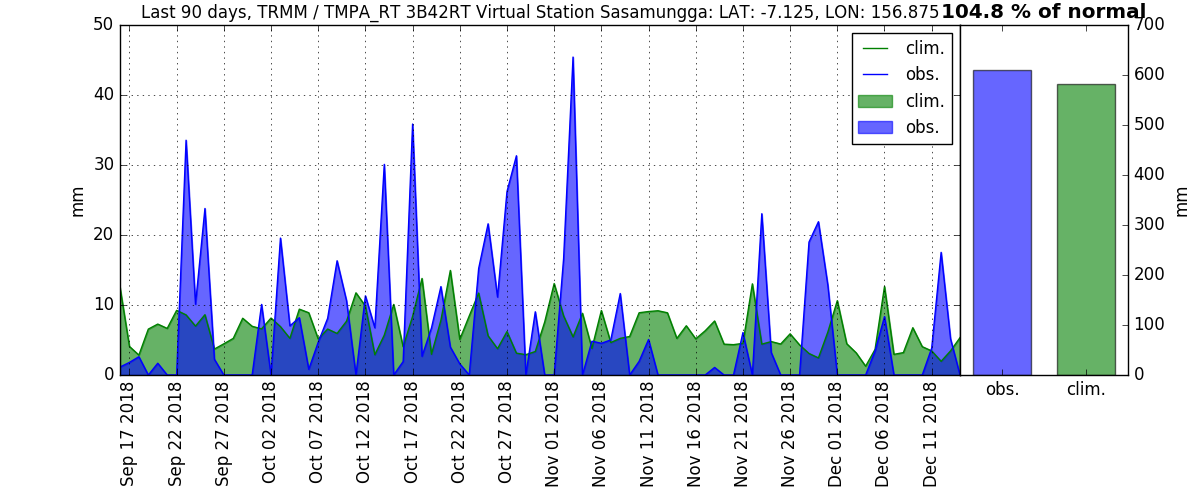 Last 90 days, TRMM / TMPA_RT 3B42RT Virtual Station Sasamungga: LAT: -7.125, LON: 156.875
104.8 % of normal
50
40
30
20
10
0
mm
clim.
obs.
clim.
obs.
Sep 17 2018
Sep 22 2018
Sep 27 2018
Oct 02 2018
Oct 07 2018
Oct 12 2018
Oct 17 2018
Oct 22 2018
Oct 27 2018
Nov 01 2018
Nov 06 2018
Nov 11 2018
Nov 16 2018
Nov 21 2018
Nov 26 2018
Dec 01 2018
Dec 06 2018
Dec 11 2018
700
600
500
400
300
200
100
0
mm
obs.
clim.